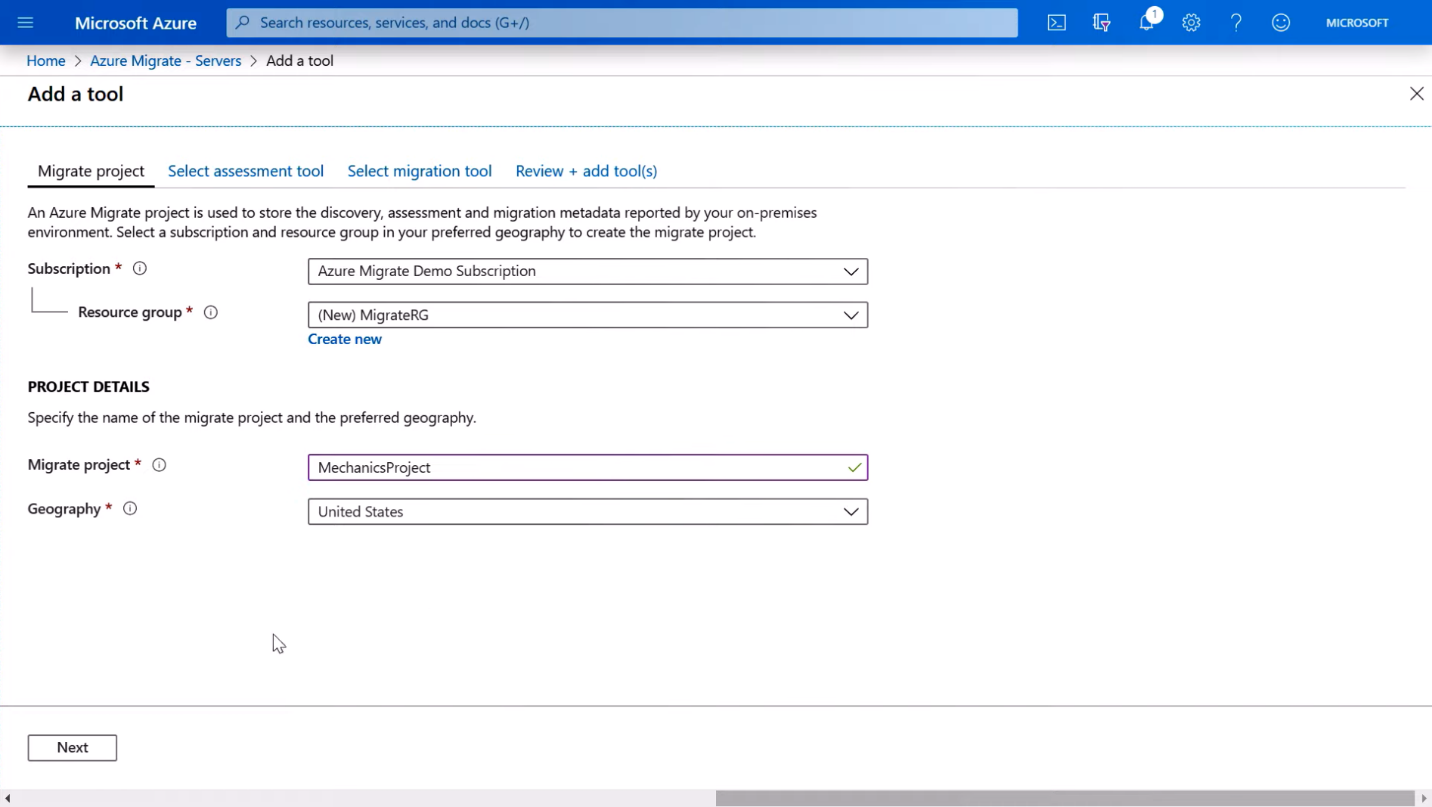 Microsoft Azure
Search resources, services, and docs (G+/)
1
MICROSOFT
Home > Azure Migrate - Servers > Add a tool
Add a tool
Migrate project
Select assessment tool
Select migration tool
Review + add tool(s)
An Azure Migrate project is used to store the discovery, assessment and migration metadata reported by your on-premises
environment. Select a subscription and resource group in your preferred geography to create the migrate project.
Subscription *
Azure Migrate Demo Subscription
Resource group *
(New) MigrateRG
Create new
PROJECT DETAILS
Specify the name of the migrate project and the preferred geography.
Migrate project *
MechanicsProject
Geography *
United States
Next